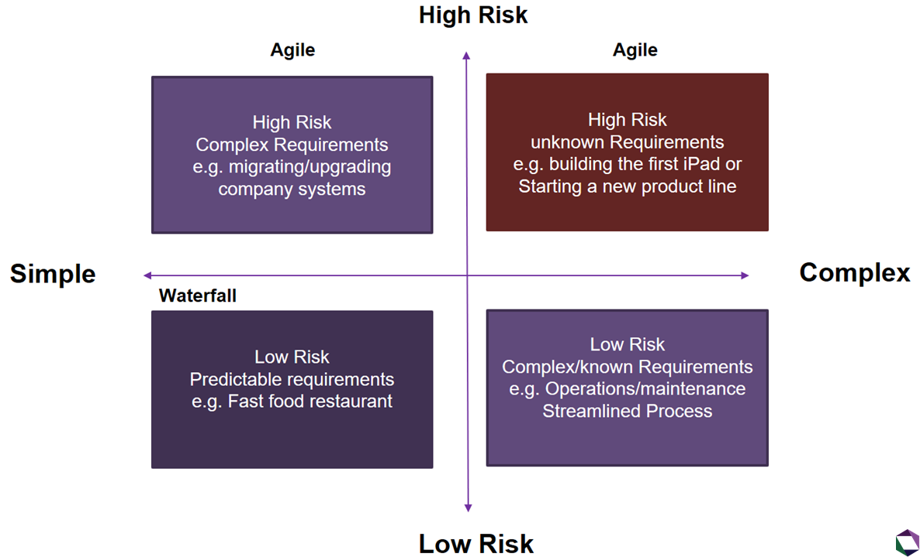 High Risk
Agile
Agile
High Risk
Complex Requirements
e.g. migrating/upgrading
company systems
High Risk
unknown Requirements
e.g. building the first iPad or
Starting a new product line
Simple
Complex
Waterfall
Low Risk
Predictable requirements
e.g. Fast food restaurant
Low Risk
Complex/known Requirements
e.g. Operations/maintenance
Streamlined Process
Low Risk